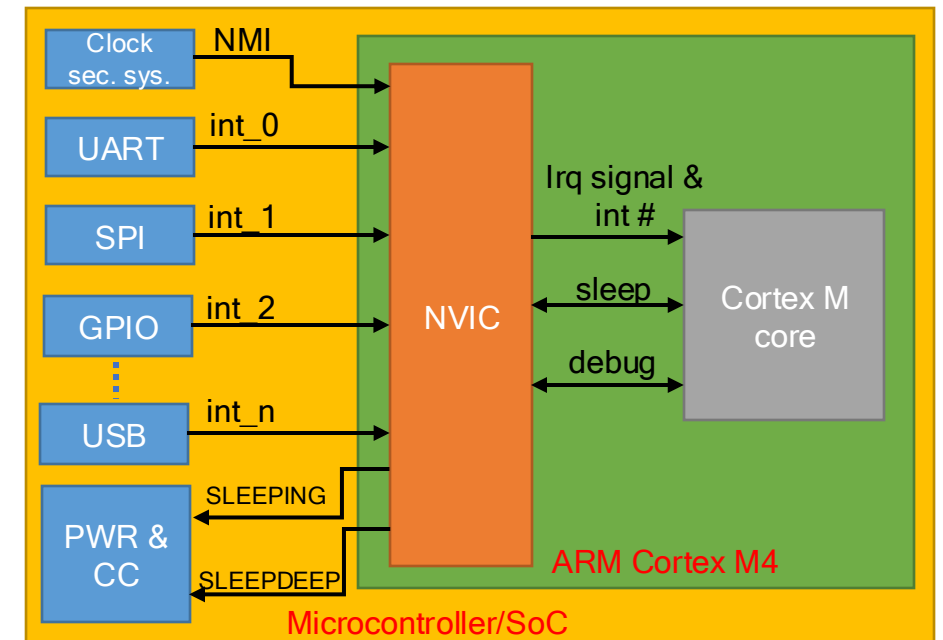 Clock
sec. sys.
NMI
UART
int_0
SPI
int_1
GPIO
int_2
USB
int_n
PWR &
CC
SLEEPING
SLEEPDEEP
NVIC
Irq signal &
int #
sleep
debug
Cortex M
core
ARM Cortex M4
Microcontroller/SoC